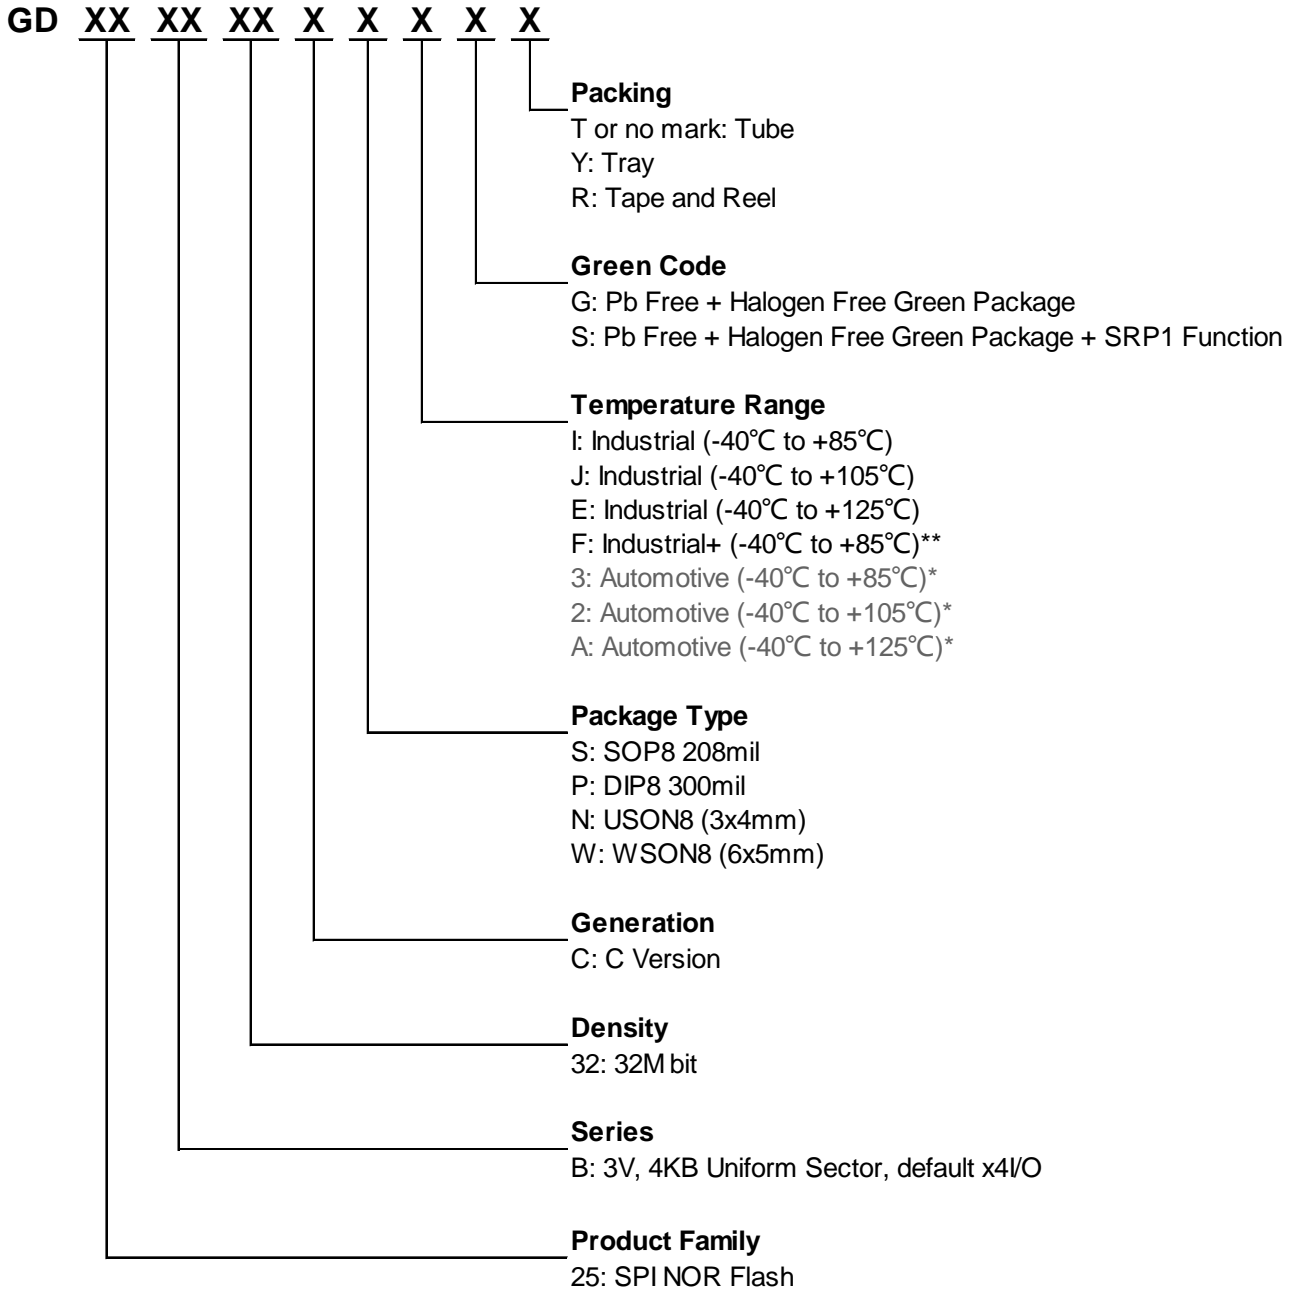 GD XX XX XX X X X X X
Packing
T or no mark: Tube
Y: Tray
R: Tape and Reel
Green Code
G: Pb Free + Halogen Free Green Package
S: Pb Free + Halogen Free Green Package + SRP1 Function
Temperature Range
I: Industrial (-40℃ to +85℃)
J: Industrial (-40℃ to +105℃)
E: Industrial (-40℃ to +125℃)
F: Industrial+ (-40℃ to +85℃)**
3: Automotive (-40℃ to +85℃)*
2: Automotive (-40℃ to +105℃)*
A: Automotive (-40℃ to +125℃)*
Package Type
S: SOP8 208mil
P: DIP8 300mil
N: USON8 (3x4mm)
W: WSON8 (6x5mm)
Generation
C: C Version
Density
32: 32M bit
Series
B: 3V, 4KB Uniform Sector, default x4I/O
Product Family
25: SPI NOR Flash